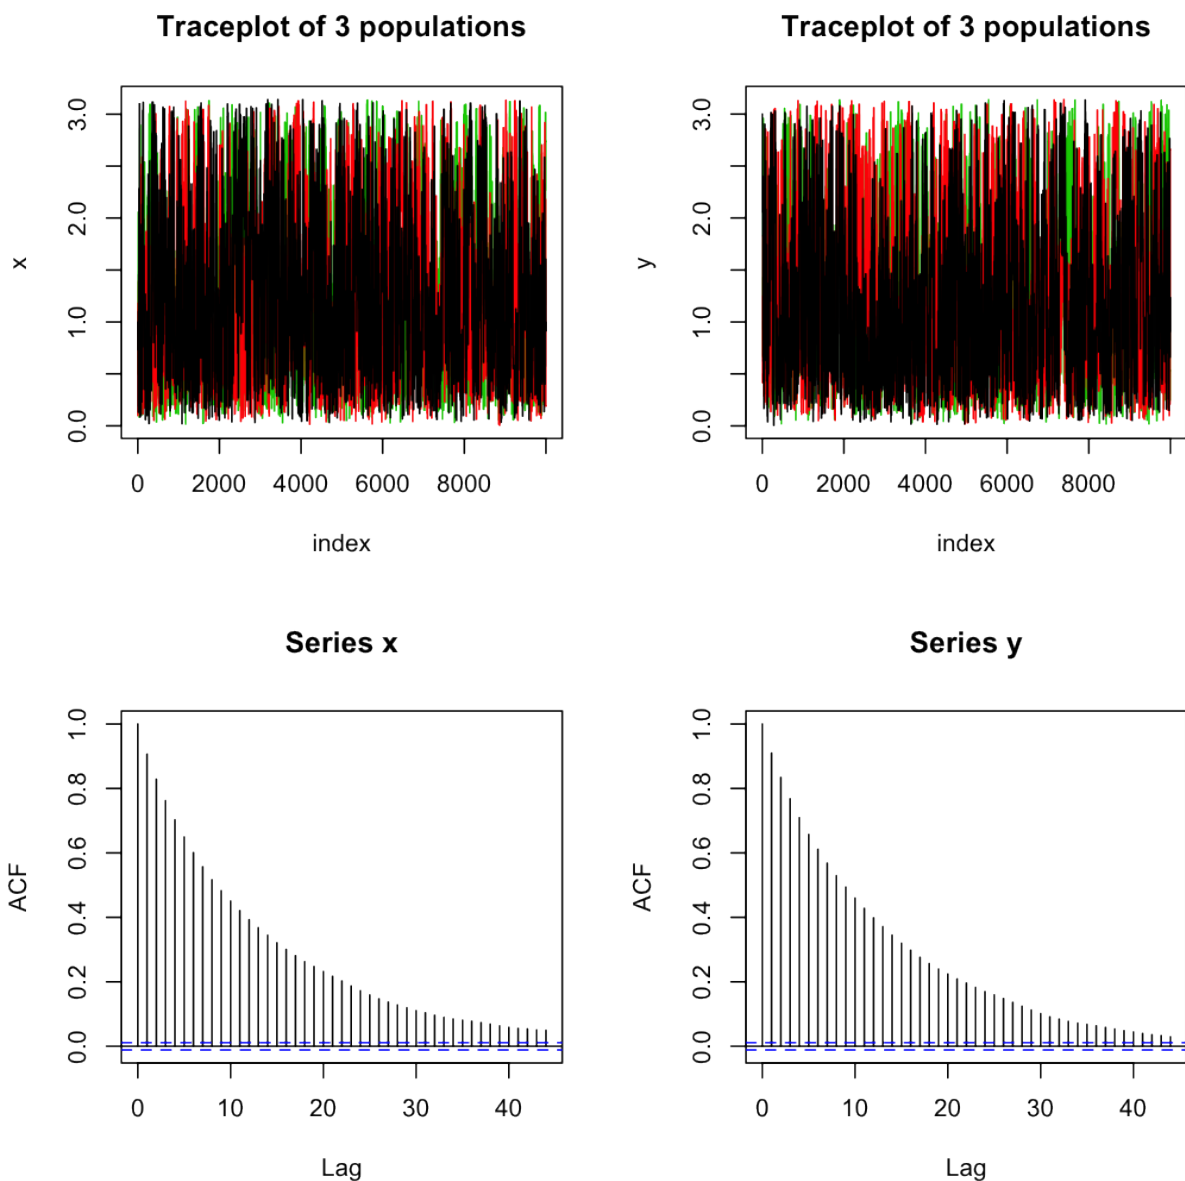 Traceplot of 3 populations
x
0.0 1.0 2.0 3.0
0 2000 4000 6000 8000
index
Traceplot of 3 populations
y
0.0 1.0 2.0 3.0
0 2000 4000 6000 8000
index
Series x
ACF
0.0 0.2 0.4 0.6 0.8 1.0
0 10 20 30 40
Lag
Series y
ACF
0.0 0.2 0.4 0.6 0.8 1.0
0 10 20 30 40
Lag